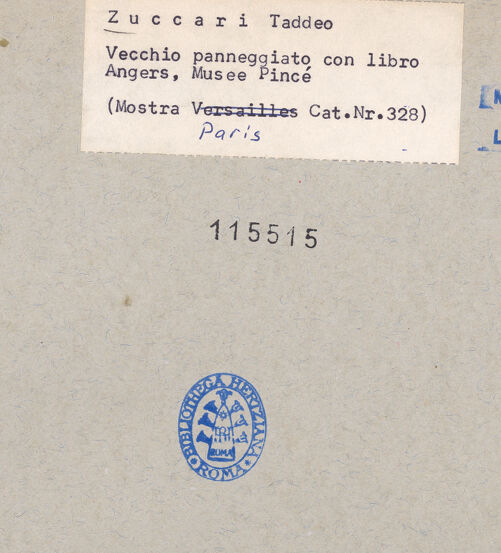 Zuccari Taddeo
Vecchio panneggiato con libro
Angers, Musee Pincé
(Mostra Versailles Cat.Nr.328)
Paris
115515
BIBLIOTHECA HERTZIANA
ROMA
ROMA